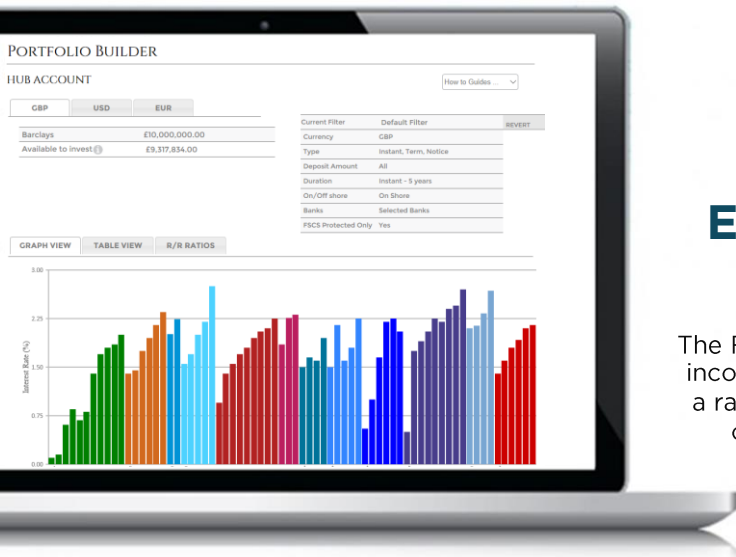 PORTFOLIO BUILDER
HUB ACCOUNT
How to Guides ...
GBP USD EUR
Barclays £10,000,000.00
Available to invest £9,317,834.00
Current Filter Default Filter REVERT
Currency GBP
Type Instant, Term, Notice
Deposit Amount All
Duration Instant - 5 years
On/Off shore On Shore
Banks Selected Banks
FSCS Protected Only Yes
GRAPH VIEW TABLE VIEW R/R RATIOS
3.00
2.25
1.50
0.75
0.00
Interest Rate (%)
E
The
inco
a ra